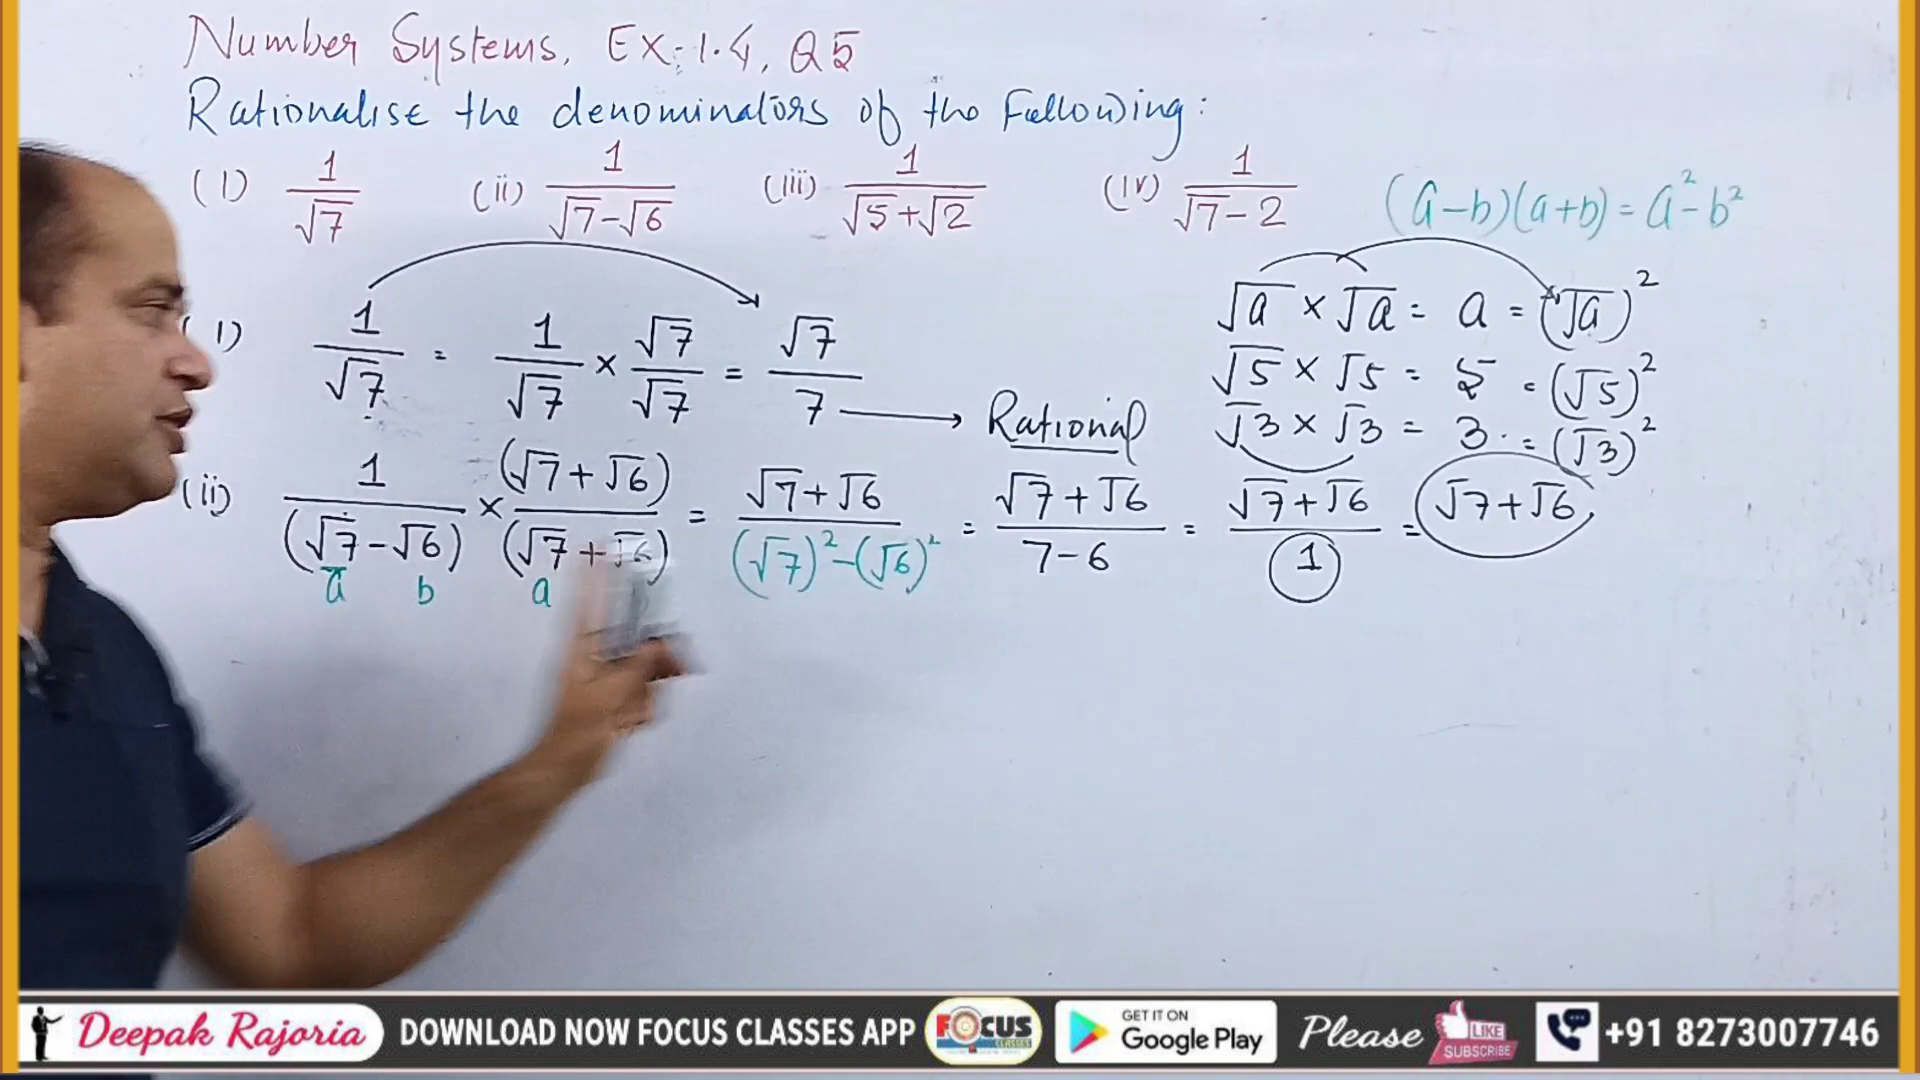 Number Systems, EX:1.4, Q5
Rationalise the denominators of the Following:
(I) 1/√7 (ii) 1/(√7-√6) (iii) 1/(√5+√2) (IV) 1/(√7-2) (a-b)(a+b) = a²-b²
√a × √a = a = (√a)²
I) 1/√7 = 1/√7 × √7/√7 = √7/7 → Rational
√5 × √5 = 5 = (√5)²
√3 × √3 = 3. = (√3)²
(ii) 1/(√7-√6) × (√7+√6)/(√7+√6) = (√7+√6)/((√7)²-(√6)²) = (√7+√6)/(7-6) = (√7+√6)/1 = √7+√6
a b a
Deepak Rajoria DOWNLOAD NOW FOCUS CLASSES APP FOCUS CLASSES GET IT ON Google Play Please LIKE SUBSCRIBE +91 8273007746